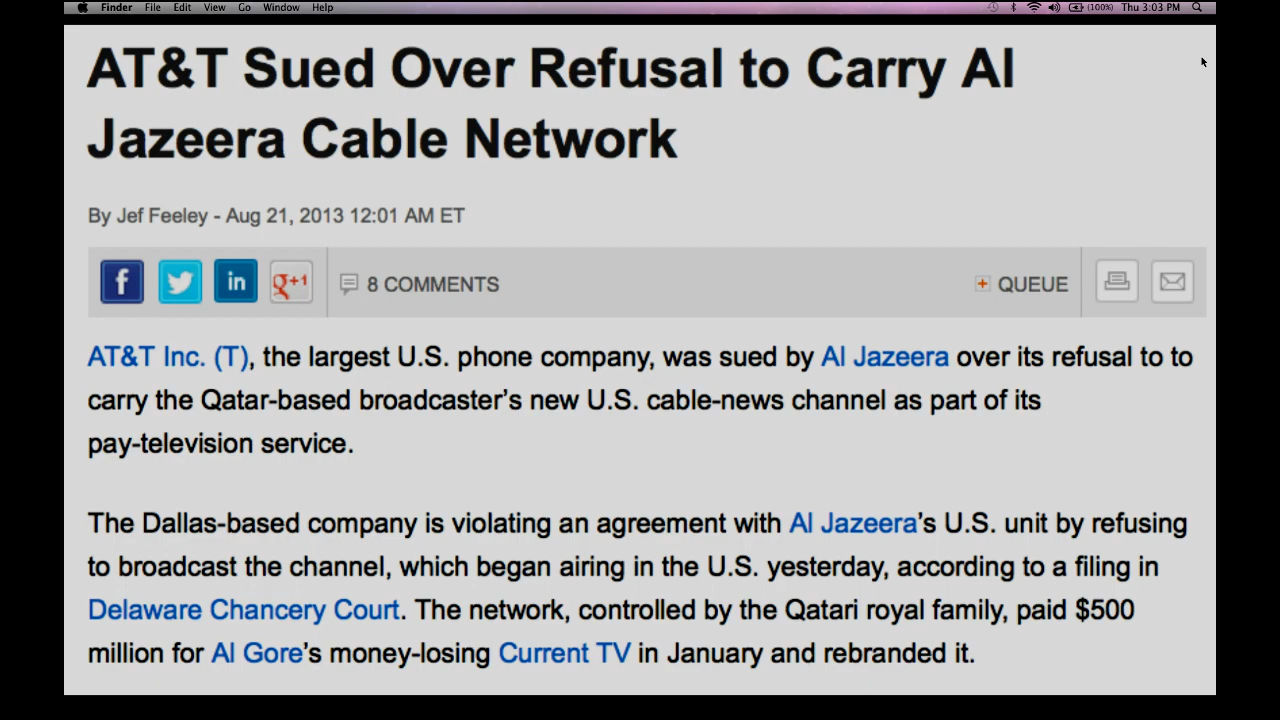 Finder File Edit View Go Window Help (100%) Thu 3:03 PM
AT&T Sued Over Refusal to Carry Al
Jazeera Cable Network
By Jef Feeley - Aug 21, 2013 12:01 AM ET
f in g+1 8 COMMENTS + QUEUE
AT&T Inc. (T), the largest U.S. phone company, was sued by Al Jazeera over its refusal to to
carry the Qatar-based broadcaster’s new U.S. cable-news channel as part of its
pay-television service.
The Dallas-based company is violating an agreement with Al Jazeera’s U.S. unit by refusing
to broadcast the channel, which began airing in the U.S. yesterday, according to a filing in
Delaware Chancery Court. The network, controlled by the Qatari royal family, paid $500
million for Al Gore’s money-losing Current TV in January and rebranded it.